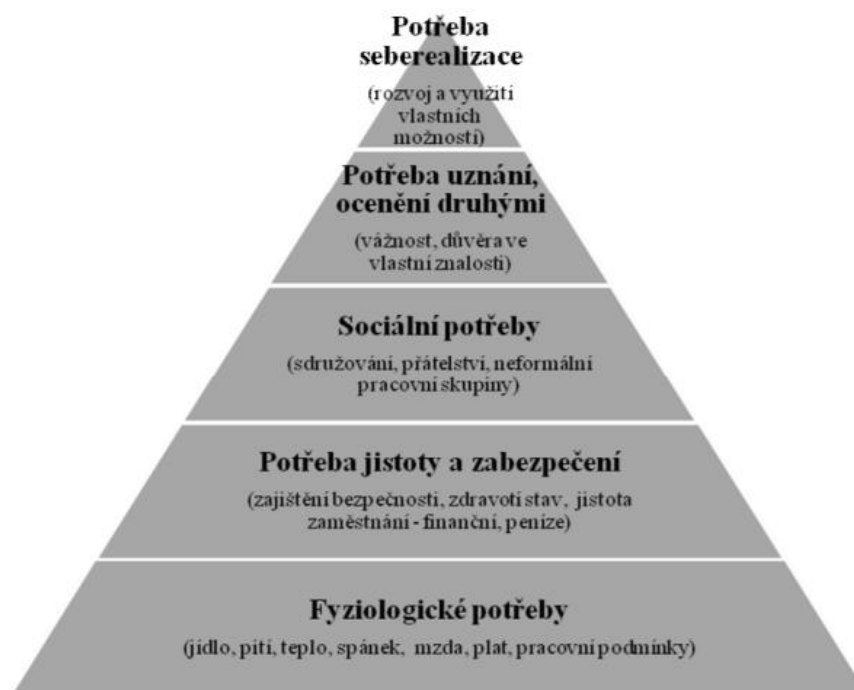 Potřeba
seberealizace
(rozvoj a využití
vlastních
možností)
Potřeba uznání,
ocenění druhými
(vážnost, důvěra ve
vlastní znalosti)
Sociální potřeby
(sdružování, přátelství, neformální
pracovní skupiny)
Potřeba jistoty a zabezpečení
(zajištění bezpečnosti, zdravotí stav, jistota
zaměstnání - finanční, peníze)
Fyziologické potřeby
(jídlo, pití, teplo, spánek, mzda, plat, pracovní podmínky)